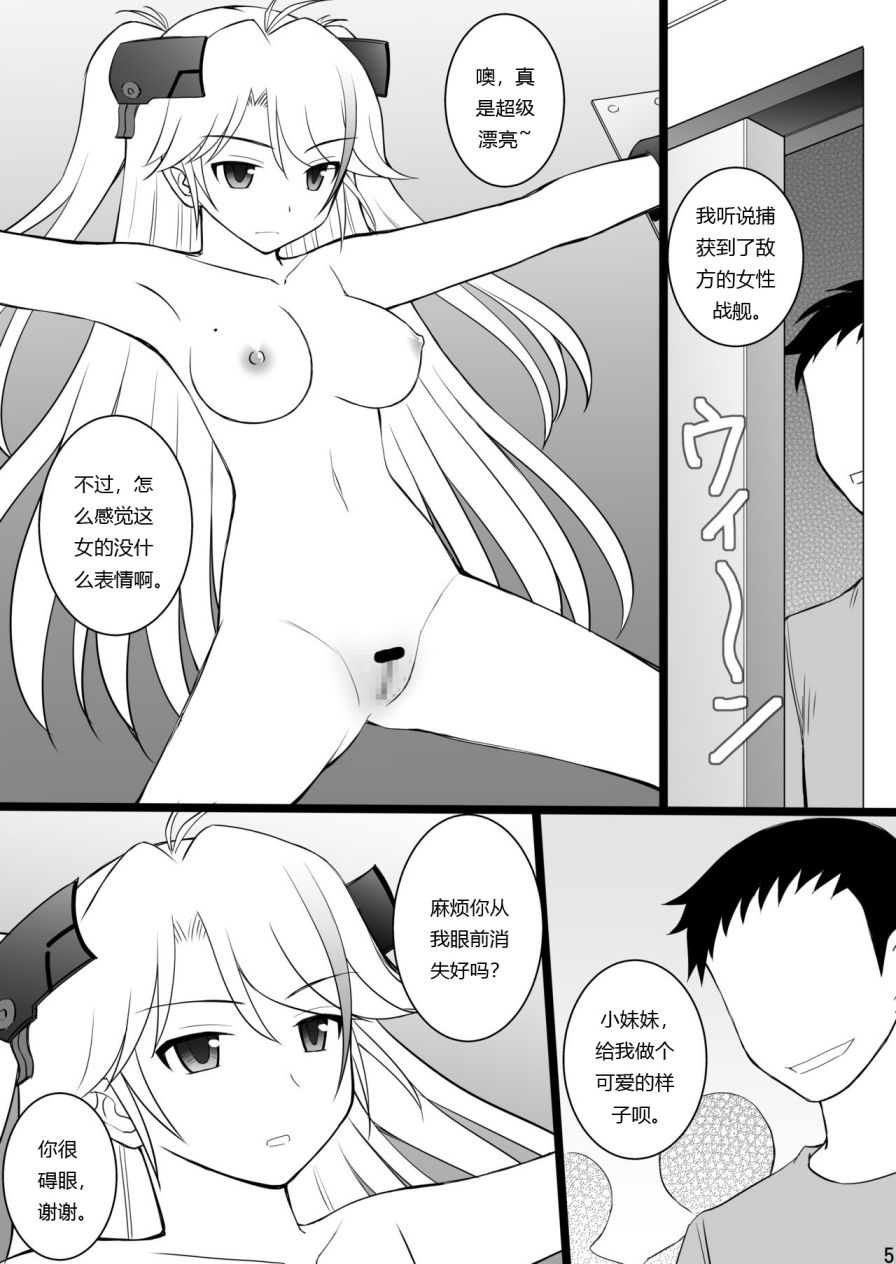 我听说捕
获到了敌
方的女性
战舰。
ウィ～ン
噢，真
是超级
漂亮~
不过，怎
么感觉这
女的没什
么表情啊。
小妹妹，
给我做个
可爱的样
子呗。
麻烦你从
我眼前消
失好吗？
你很
碍眼，
谢谢。
5